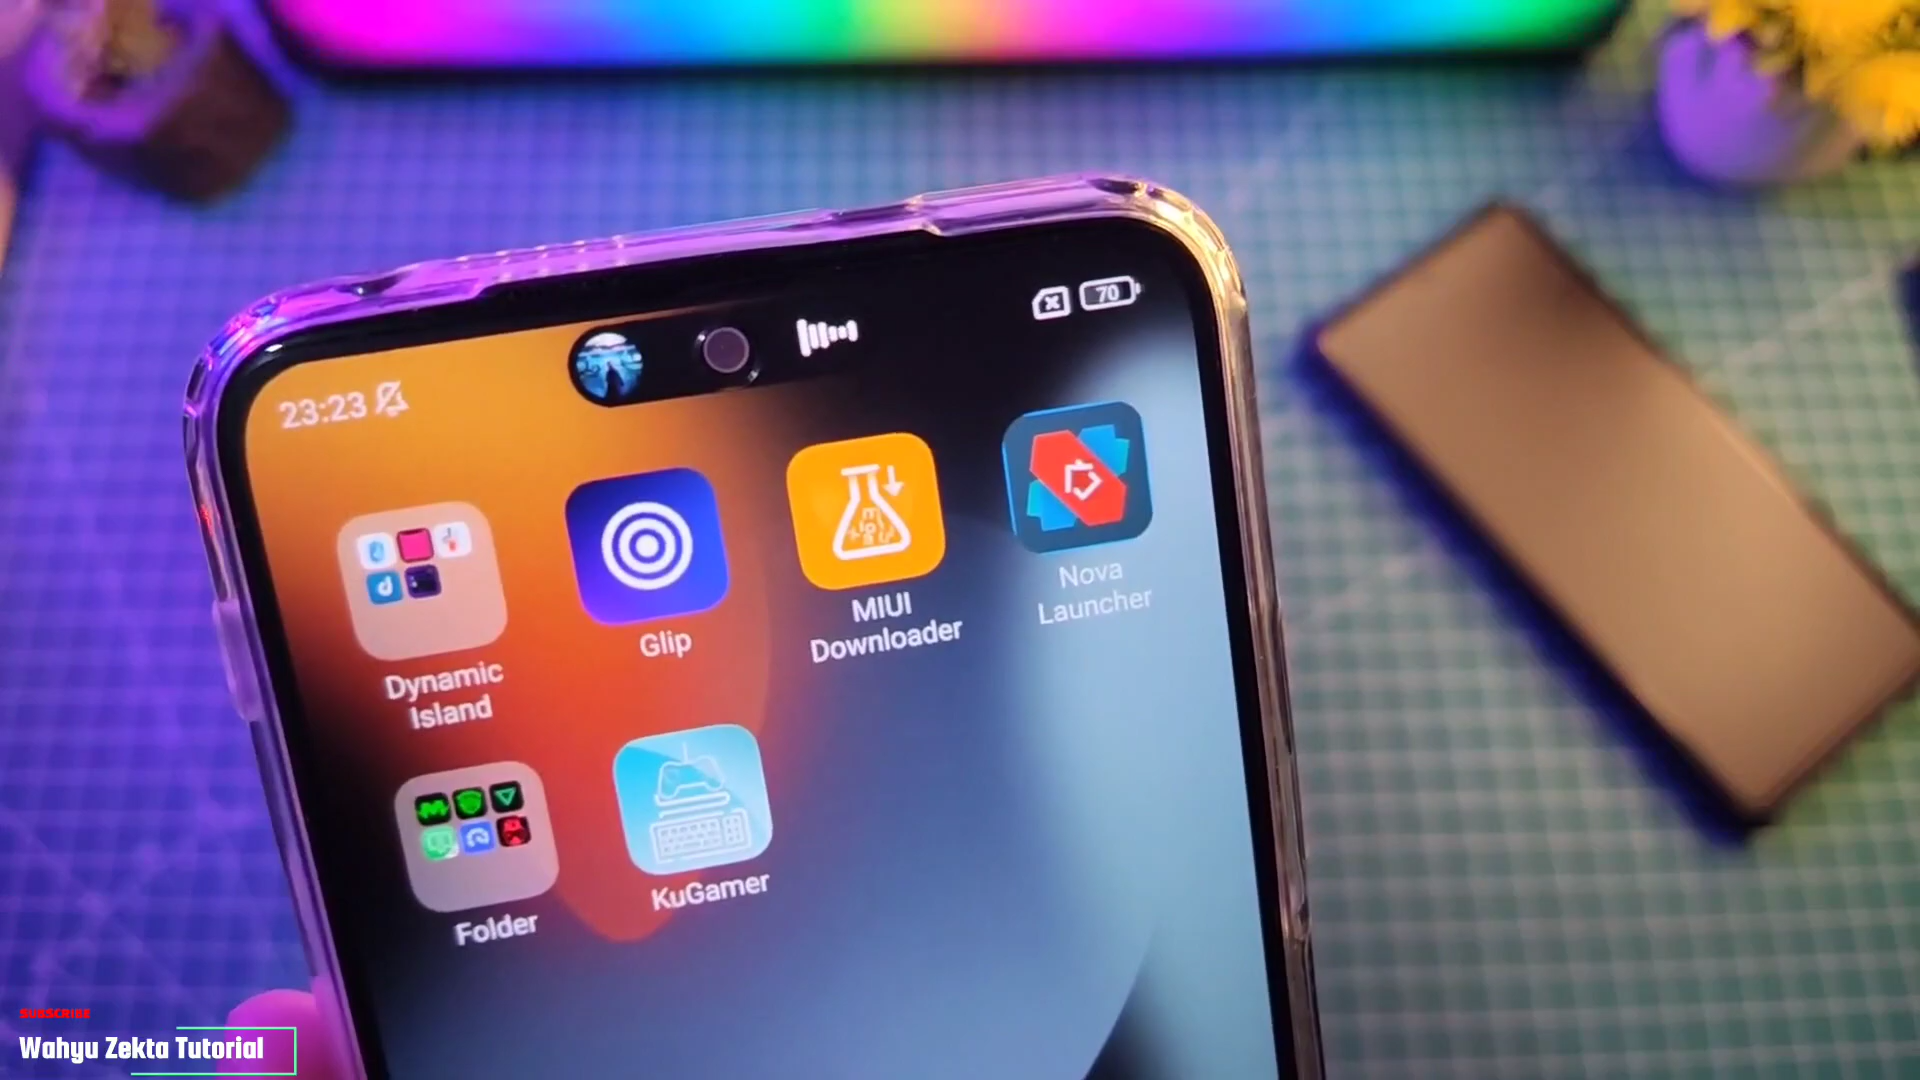 23:23
70
Dynamic
Island
Glip
MIUI
Downloader
Nova
Launcher
Folder
KuGamer
SUBSCRIBE
Wahyu Zekta Tutorial